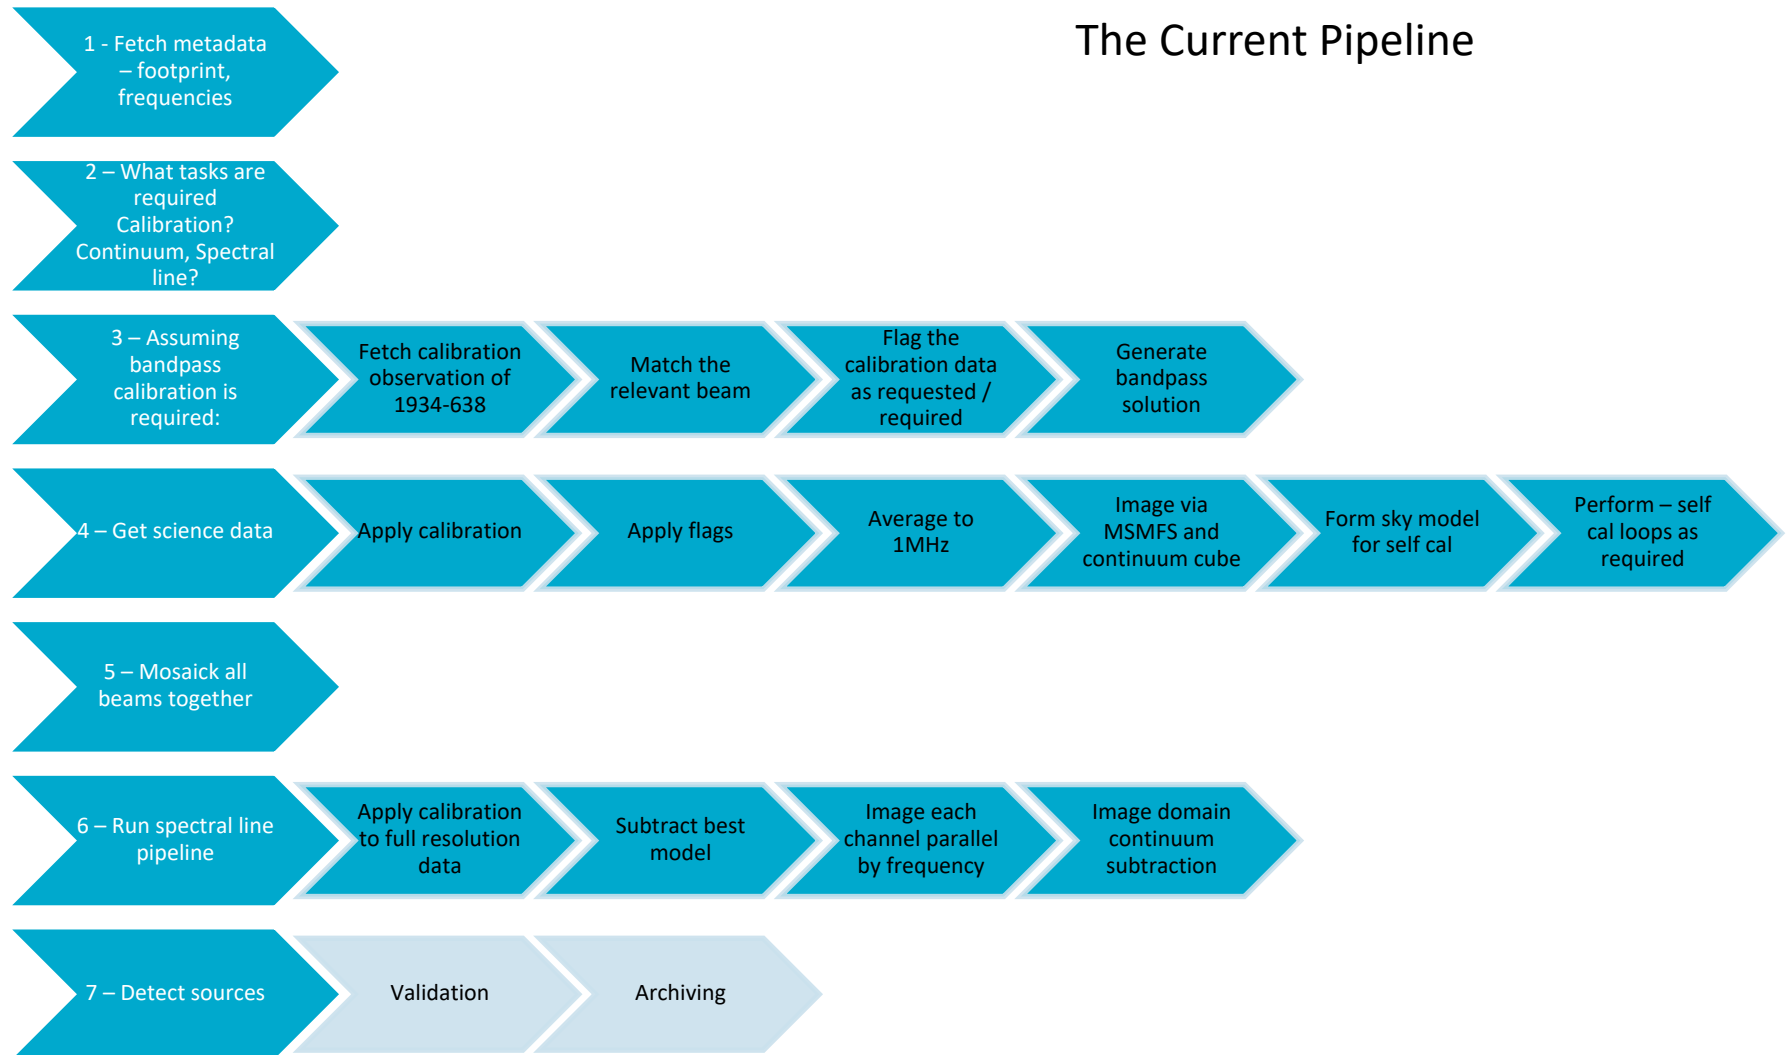 The Current Pipeline
1 - Fetch metadata
– footprint,
frequencies
2 – What tasks are
required
Calibration?
Continuum, Spectral
line?
3 – Assuming
bandpass
calibration is
required:
Fetch calibration
observation of
1934-638
Match the
relevant beam
Flag the
calibration data
as requested /
required
Generate
bandpass
solution
4 – Get science data
Apply calibration
Apply flags
Average to
1MHz
Image via
MSMFS and
continuum cube
Form sky model
for self cal
Perform – self
cal loops as
required
5 – Mosaick all
beams together
6 – Run spectral line
pipeline
Apply calibration
to full resolution
data
Subtract best
model
Image each
channel parallel
by frequency
Image domain
continuum
subtraction
7 – Detect sources
Validation
Archiving